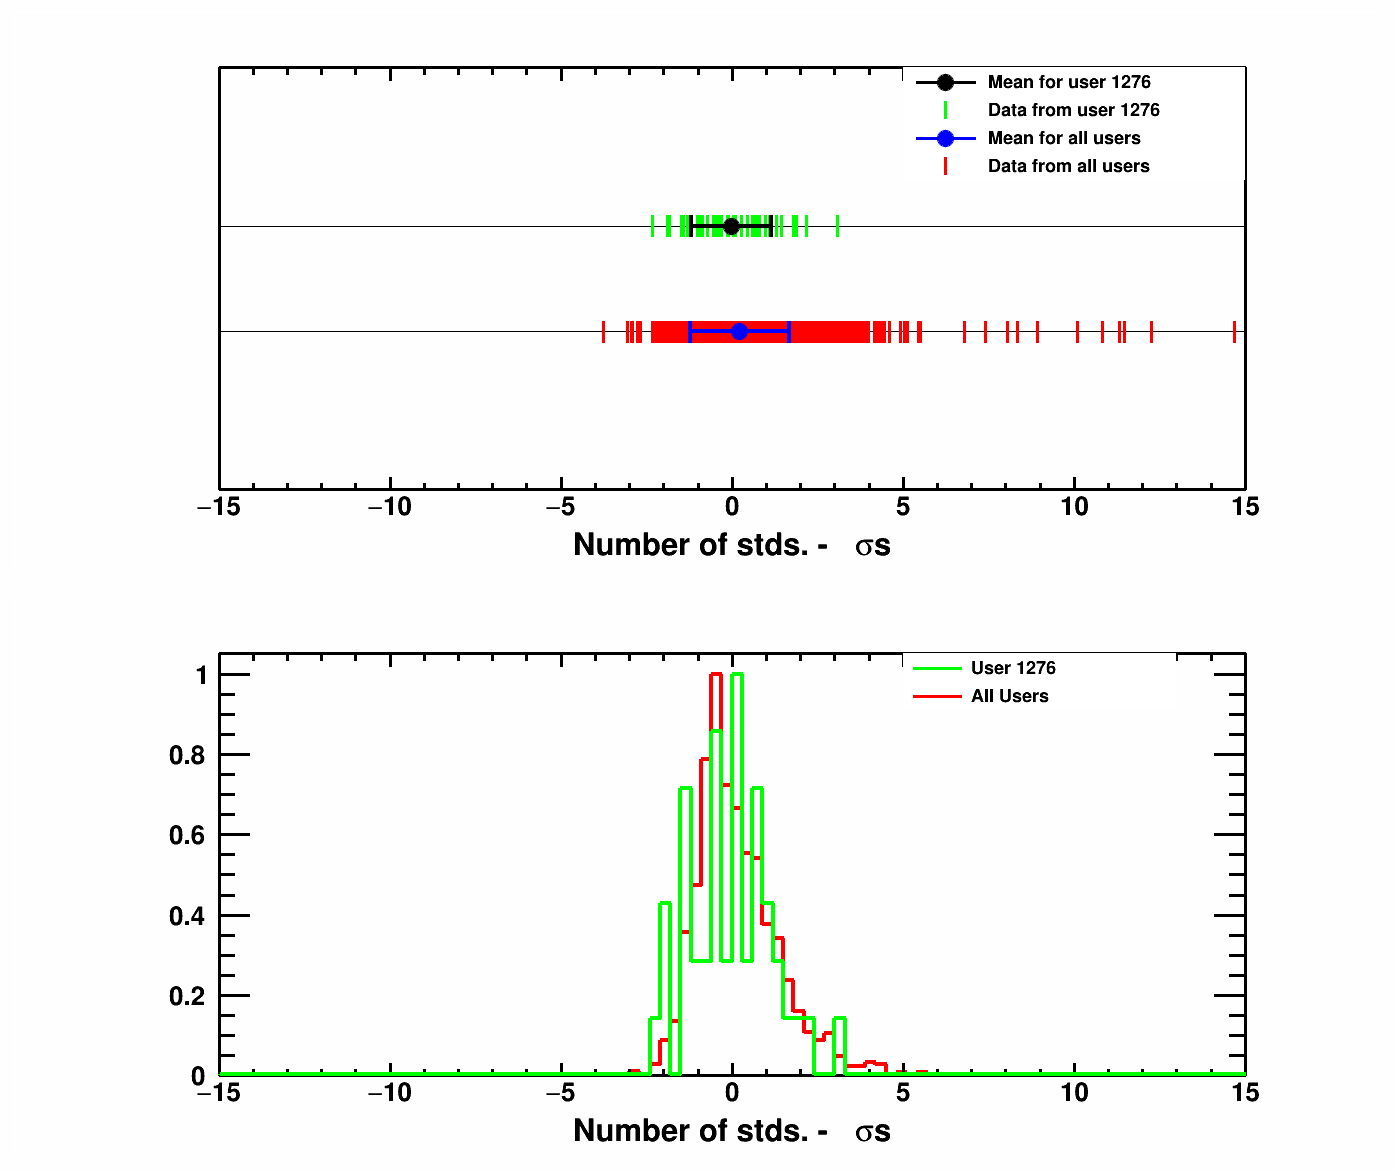 Mean for user 1276
Data from user 1276
Mean for all users
Data from all users
−15 −10 −5 0 5 10 15
Number of stds. - σs
User 1276
All Users
1
0.8
0.6
0.4
0.2
0
−15 −10 −5 0 5 10 15
Number of stds. - σs